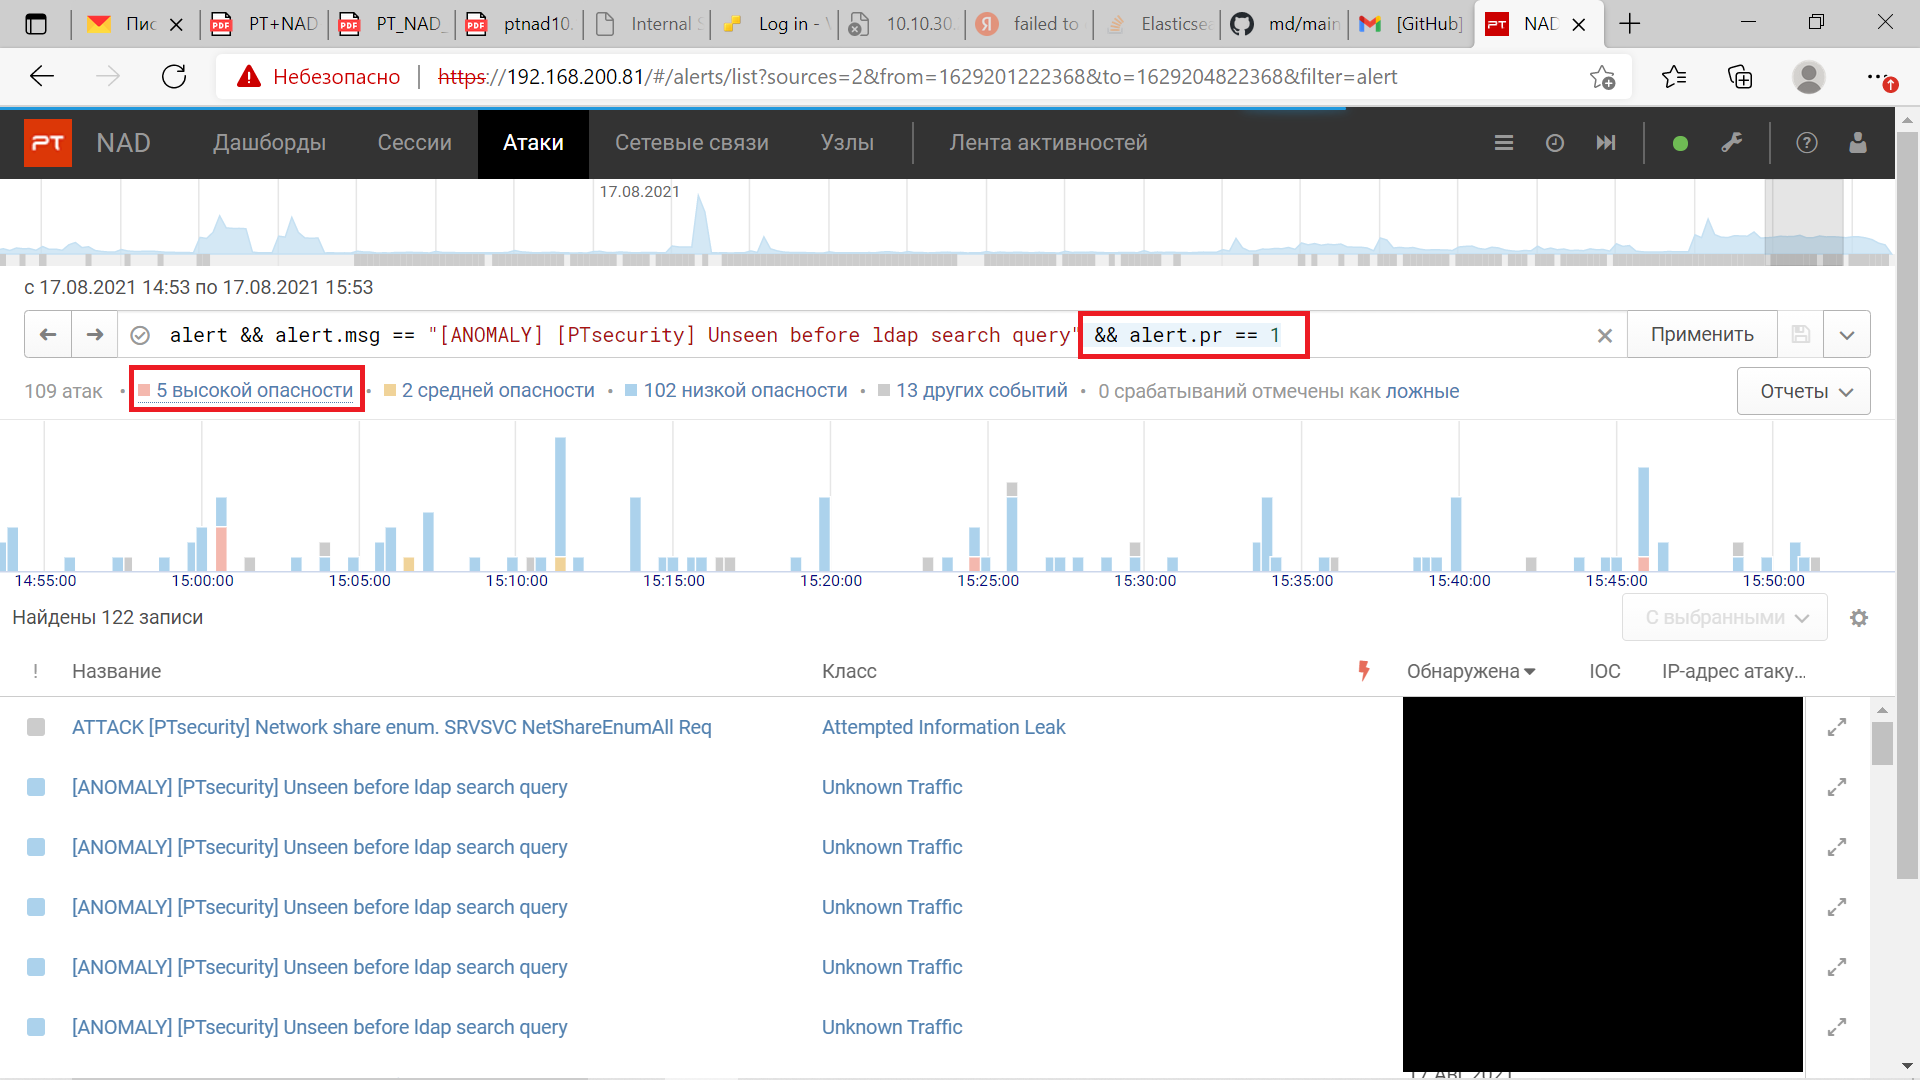 Пис
PT+NAD
PT_NAD_
ptnad10.
Internal S
Log in - V
10.10.30.
failed to
Elasticsea
md/main
[GitHub]
NAD
Небезопасно
https://192.168.200.81/#/alerts/list?sources=2&from=1629201222368&to=1629204822368&filter=alert
PT NAD Дашборды Сессии Атаки Сетевые связи Узлы Лента активностей
17.08.2021
с 17.08.2021 14:53 по 17.08.2021 15:53
alert && alert.msg == "[ANOMALY] [PTsecurity] Unseen before ldap search query" && alert.pr == 1
Применить
109 атак • 5 высокой опасности • 2 средней опасности • 102 низкой опасности • 13 других событий • 0 срабатываний отмечены как ложные
Отчеты
14:55:00 15:00:00 15:05:00 15:10:00 15:15:00 15:20:00 15:25:00 15:30:00 15:35:00 15:40:00 15:45:00 15:50:00
Найдены 122 записи
С выбранными
! Название Класс Обнаружена IOC IP-адрес атаку...
ATTACK [PTsecurity] Network share enum. SRVSVC NetShareEnumAll Req Attempted Information Leak
[ANOMALY] [PTsecurity] Unseen before ldap search query Unknown Traffic
[ANOMALY] [PTsecurity] Unseen before ldap search query Unknown Traffic
[ANOMALY] [PTsecurity] Unseen before ldap search query Unknown Traffic
[ANOMALY] [PTsecurity] Unseen before ldap search query Unknown Traffic
[ANOMALY] [PTsecurity] Unseen before ldap search query Unknown Traffic